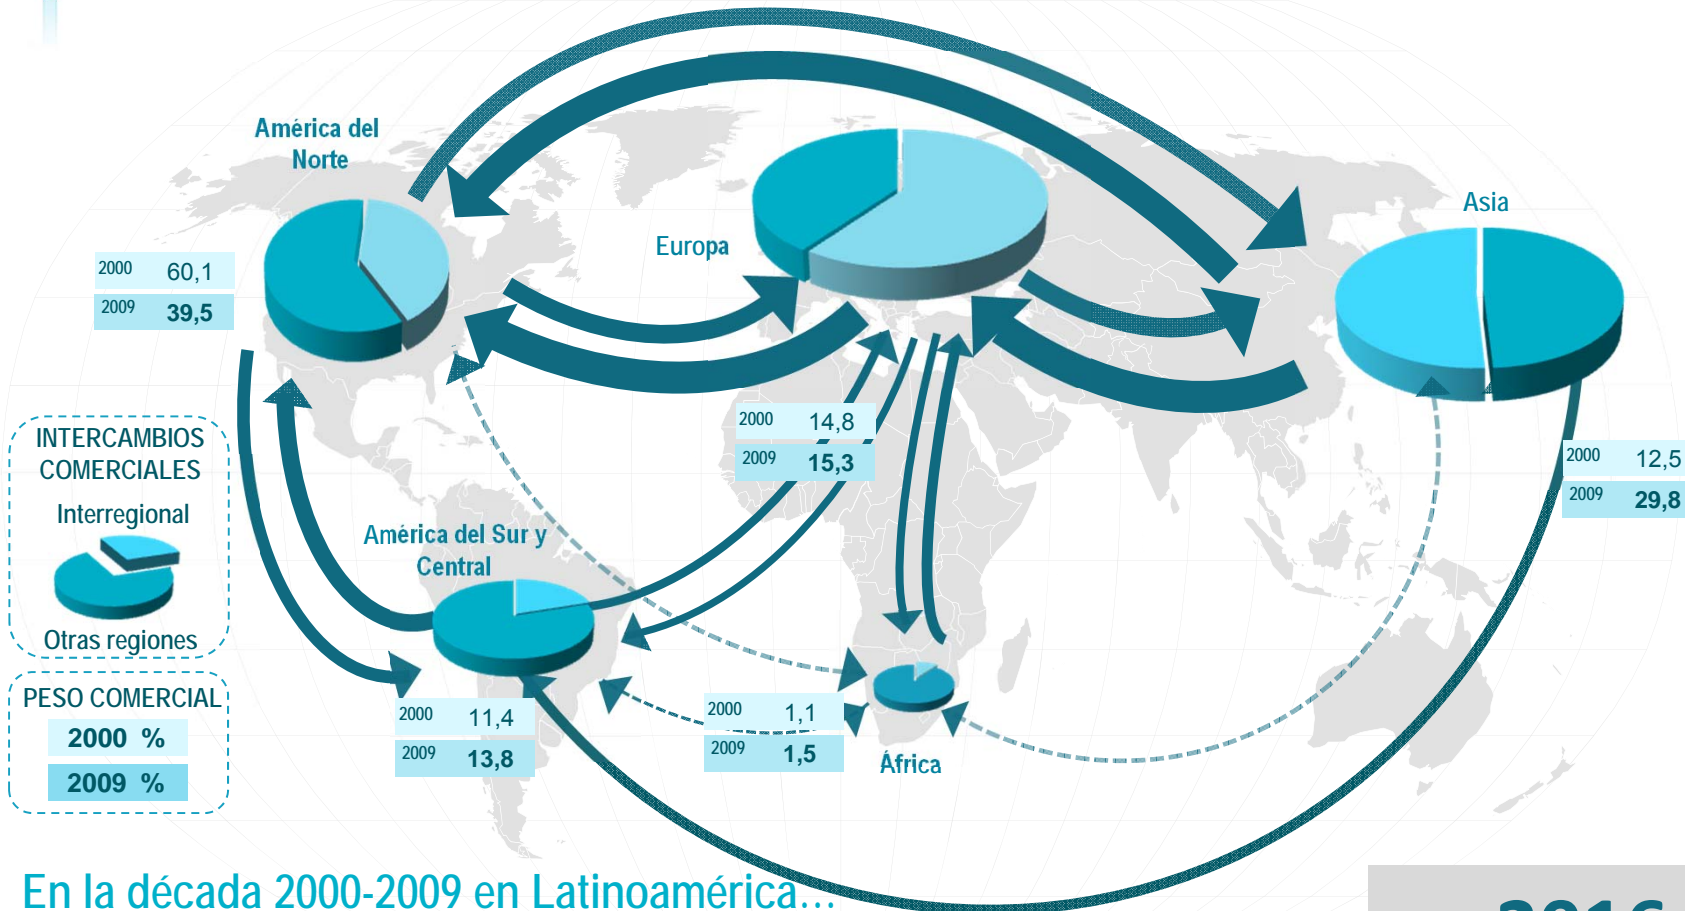 América del
Norte
Europa
Asia
2000 60,1
2009 39,5
2000 14,8
2009 15,3
2000 12,5
2009 29,8
INTERCAMBIOS
COMERCIALES
Interregional
Otras regiones
América del Sur y
Central
PESO COMERCIAL
2000 %
2009 %
2000 11,4
2009 13,8
2000 1,1
2009 1,5
África
En la década 2000-2009 en Latinoamérica...
2016